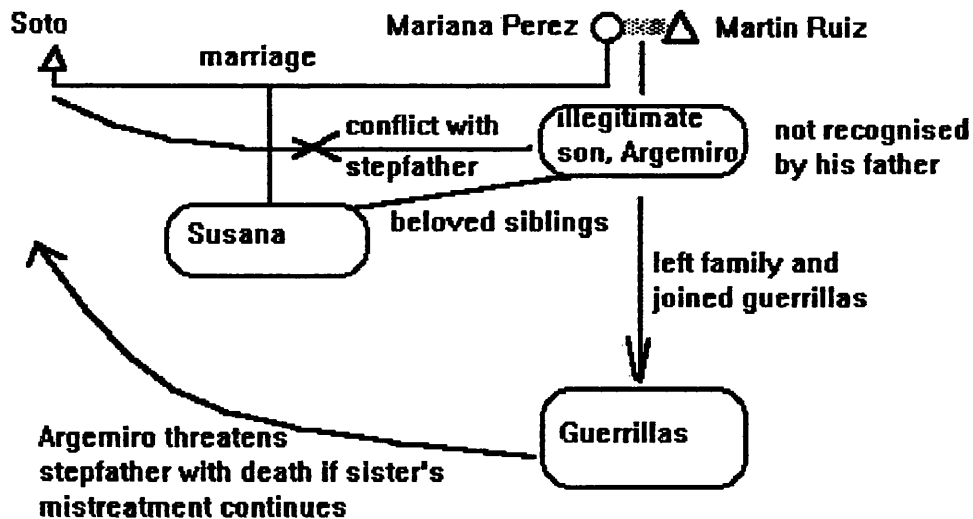 Soto
Mariana Perez
Martin Ruiz
marriage
conflict with
stepfather
illegitimate
son, Argemiro
not recognised
by his father
Susana
beloved siblings
left family and
joined guerrillas
Guerrillas
Argemiro threatens
stepfather with death if sister's
mistreatment continues